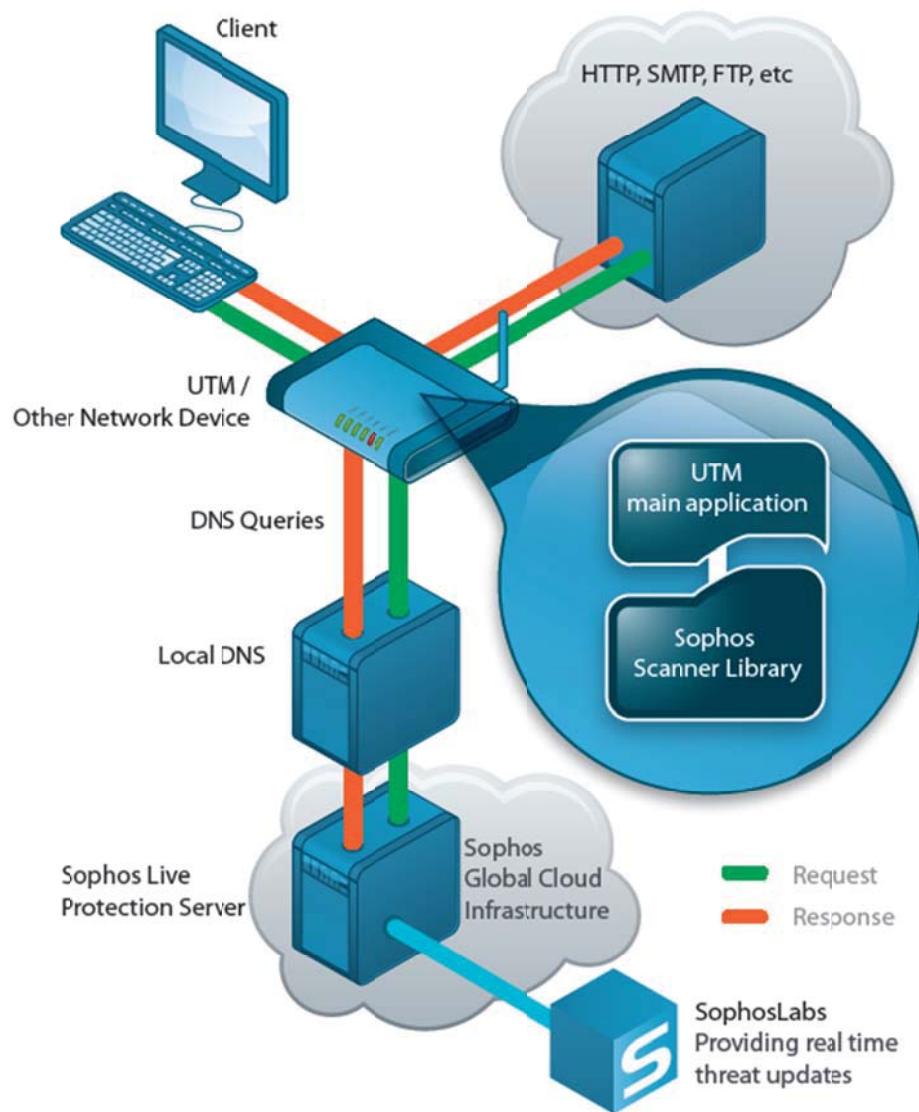 Client
HTTP, SMTP, FTP, etc
UTM /
Other Network Device
UTM
main application
DNS Queries
Sophos
Scanner Library
Local DNS
Sophos Live
Protection Server
Sophos
Global Cloud
Infrastructure
Request
Response
S
SophosLabs
Providing real time
threat updates